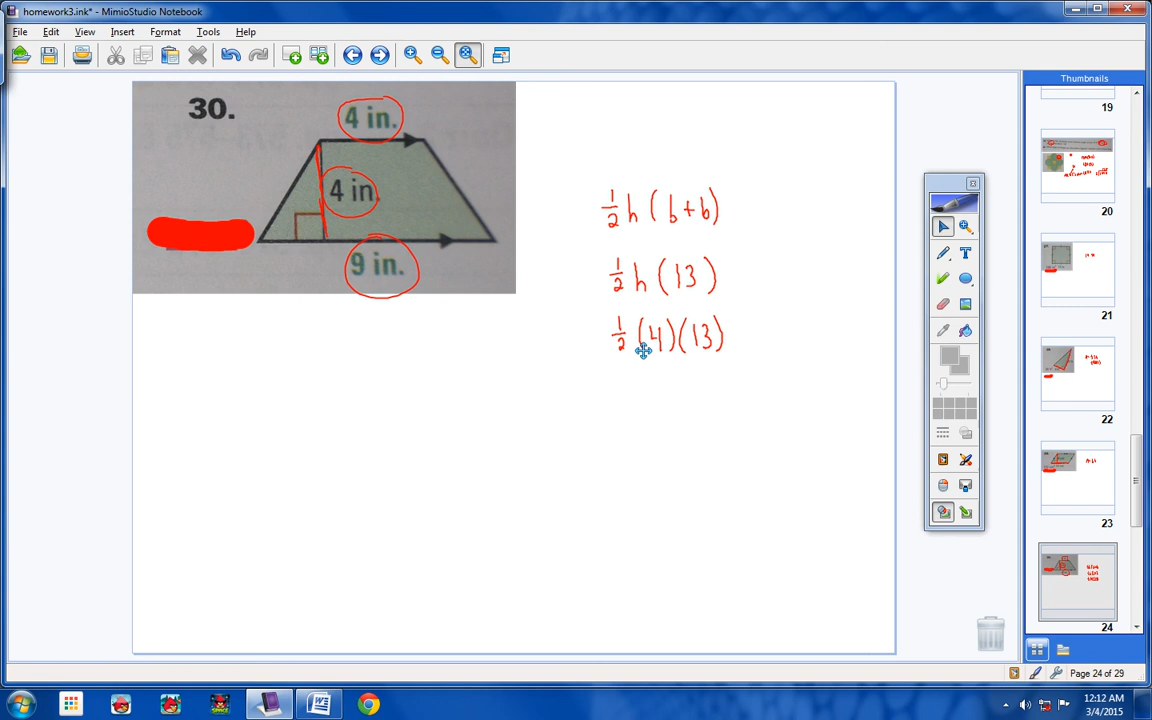 homework3.ink* - MimioStudio Notebook
File Edit View Insert Format Tools Help
Thumbnails
30.
4 in.
4 in.
9 in.
1/2 h ( b + b )
1/2 h ( 13 )
1/2 (4) (13)
19
20
21
22
23
24
Page 24 of 29
12:12 AM
3/4/2015